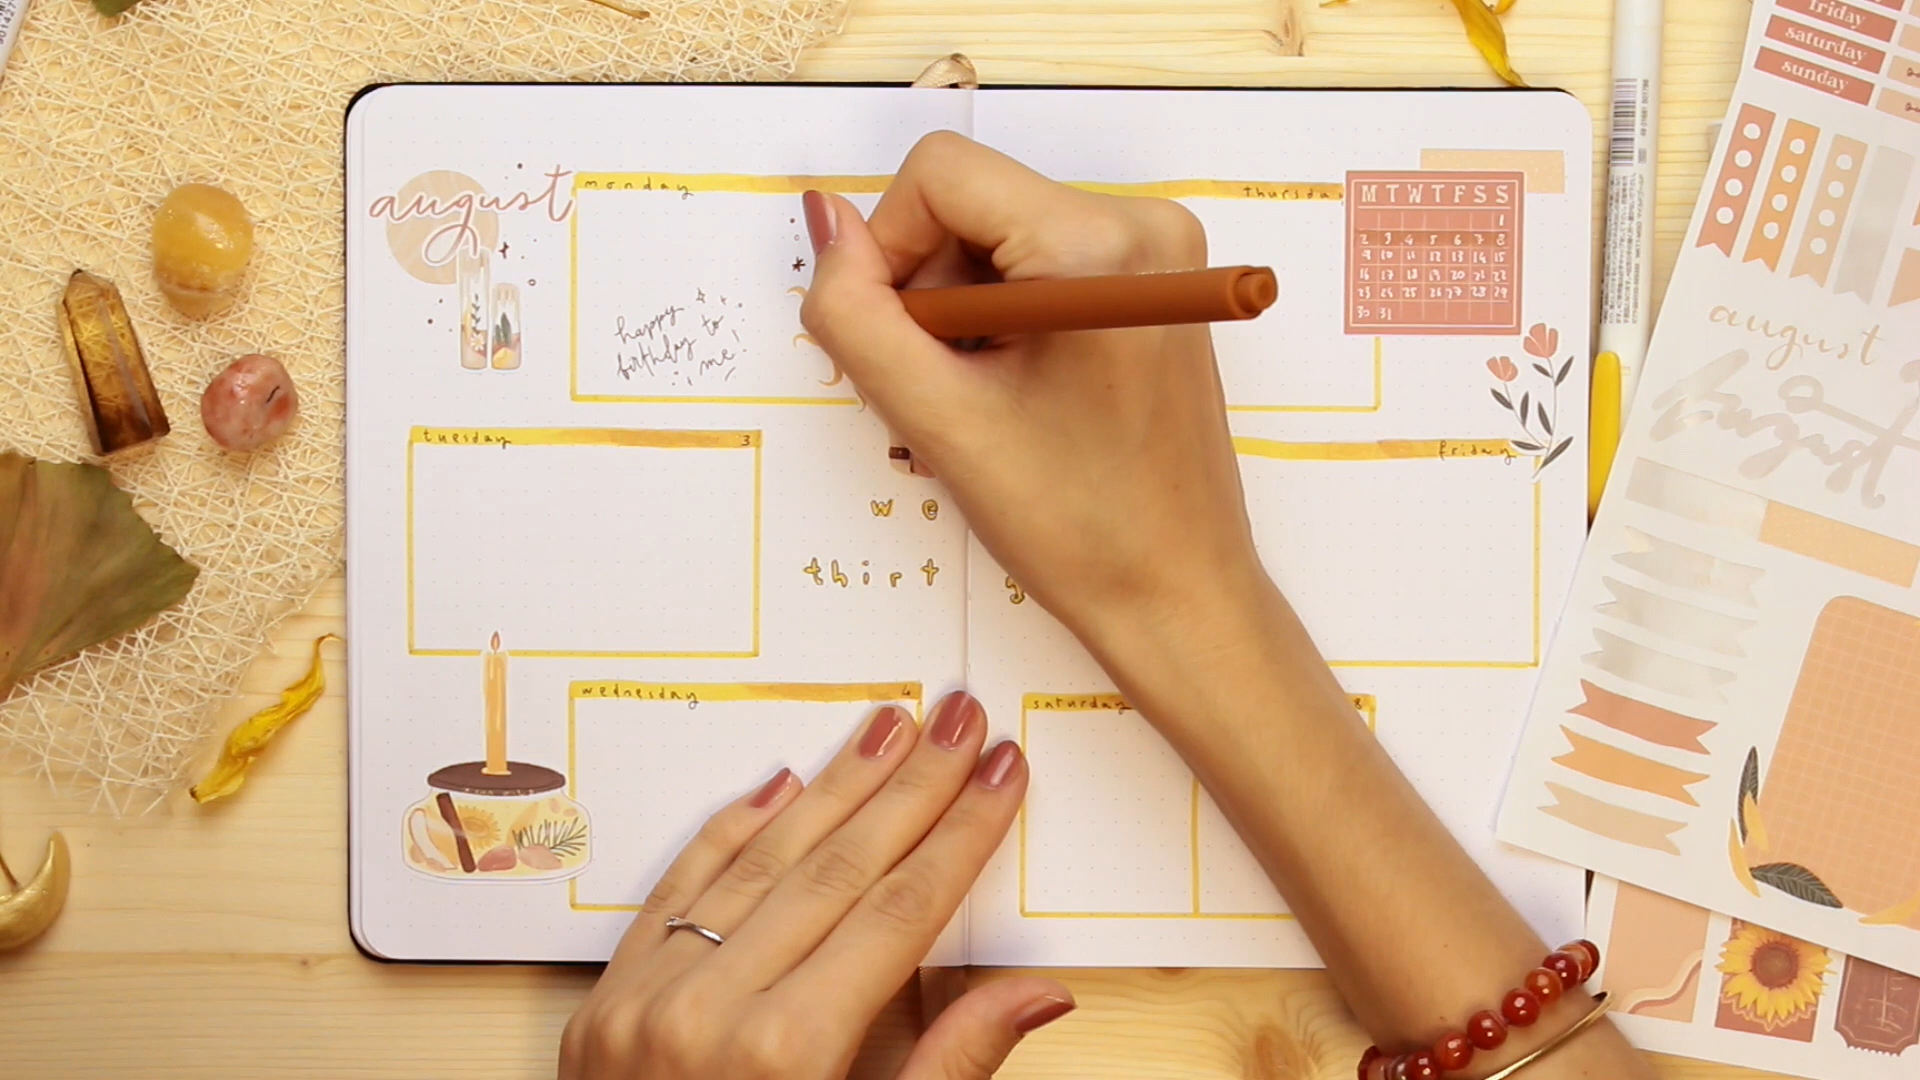 august
monday
happy
birthday to
me!
tuesday 3
wednesday 4
we
thirt
thursday
M T W T F S S
1
2 3 4 5 6 7 8
9 10 11 12 13 14 15
16 17 18 19 20 21 22
23 24 25 26 27 28 29
30 31
friday
saturday 8
friday
saturday
sunday
august
august